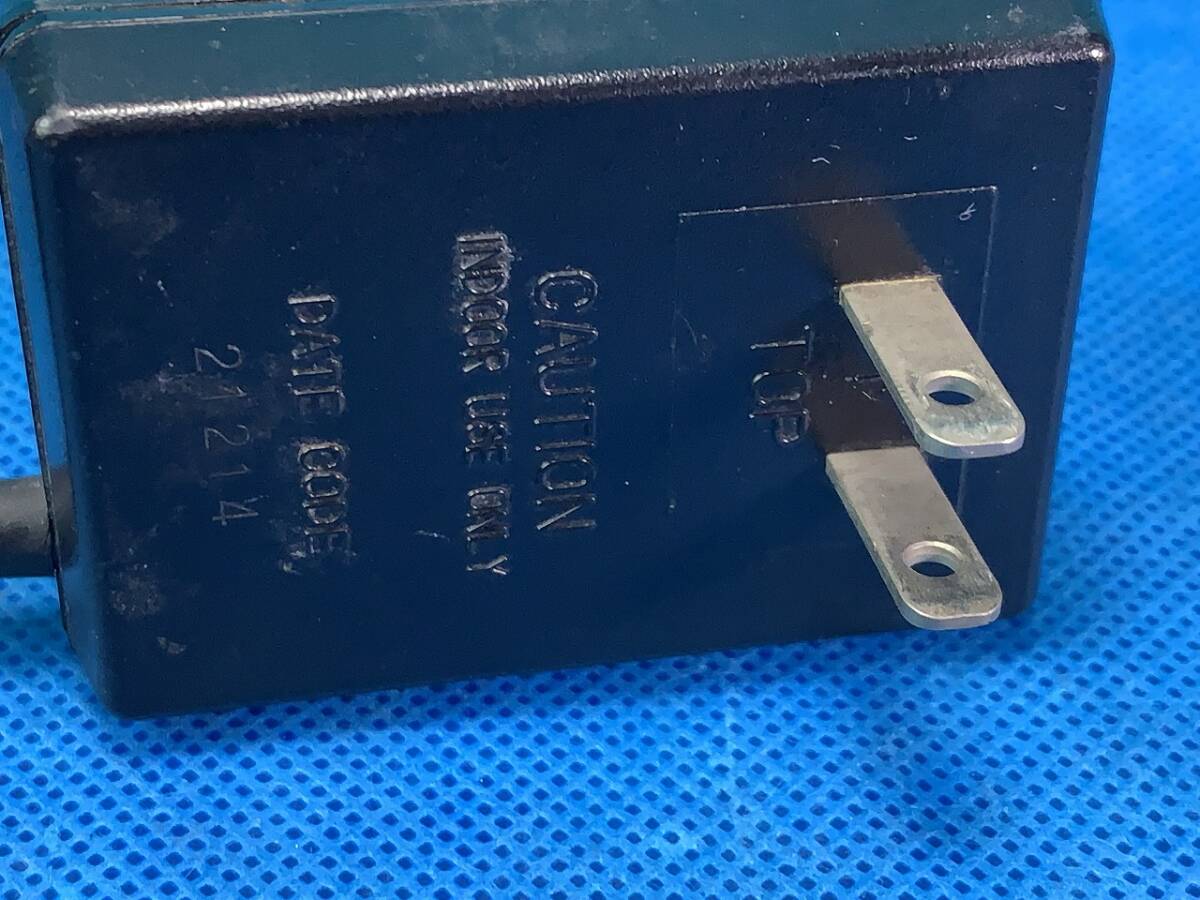 TOP
CAUTION
INDOOR USE ONLY
DATE CODE
21214